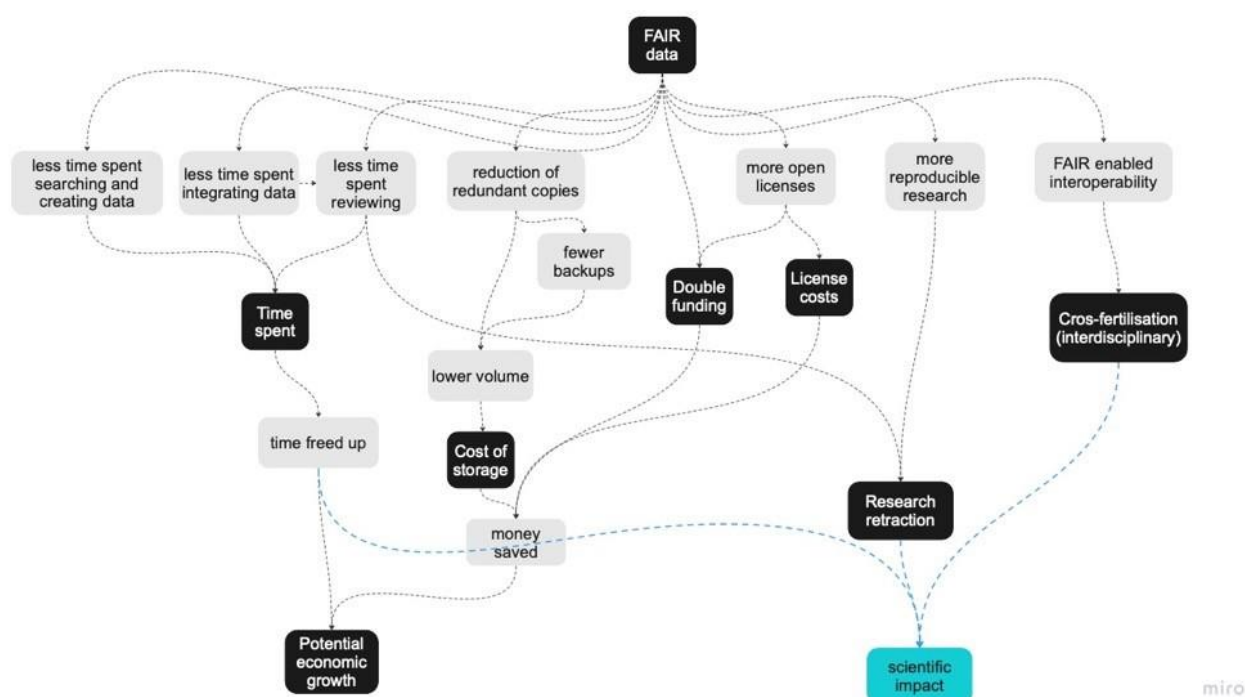 FAIR
data
less time spent
searching and
creating data
less time spent
integrating data
less time
spent
reviewing
reduction of
redundant copies
more open
licenses
more
reproducible
research
FAIR enabled
interoperability
fewer
backups
Time
spent
Double
funding
License
costs
Cros-fertilisation
(interdisciplinary)
lower volume
time freed up
Cost of
storage
Research
retraction
money
saved
Potential
economic
growth
scientific
impact
miro